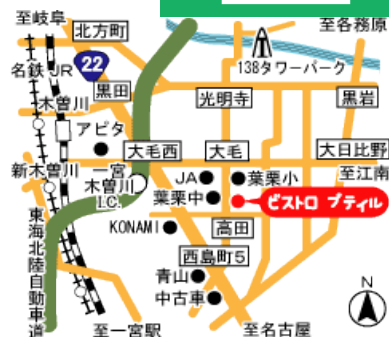 至岐阜
北方町
至各務原
22
名鉄
JR
138タワーパーク
黒田
木曽川
光明寺
黒岩
アピタ
大毛西
大毛
大日比野
新木曽川
一宮
木曽川
I.C.
JA
葉栗小
至江南
葉栗中
ビストロ プティル
KONAMI
高田
東海北陸自動車道
西島町5
青山
中古車
N
至一宮駅
至名古屋